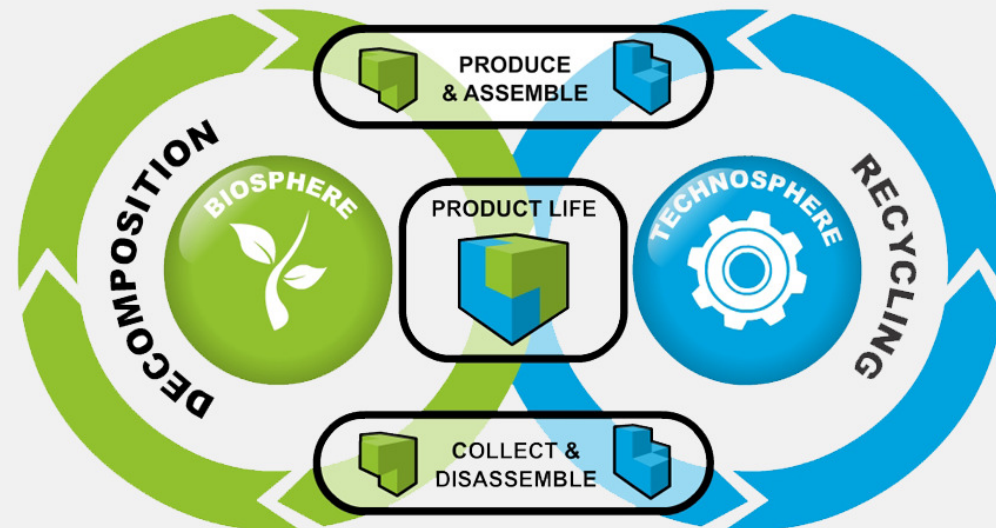 PRODUCE
& ASSEMBLE
DECOMPOSITION
BIOSPHERE
PRODUCT LIFE
TECHNOSPHERE
RECYCLING
COLLECT &
DISASSEMBLE